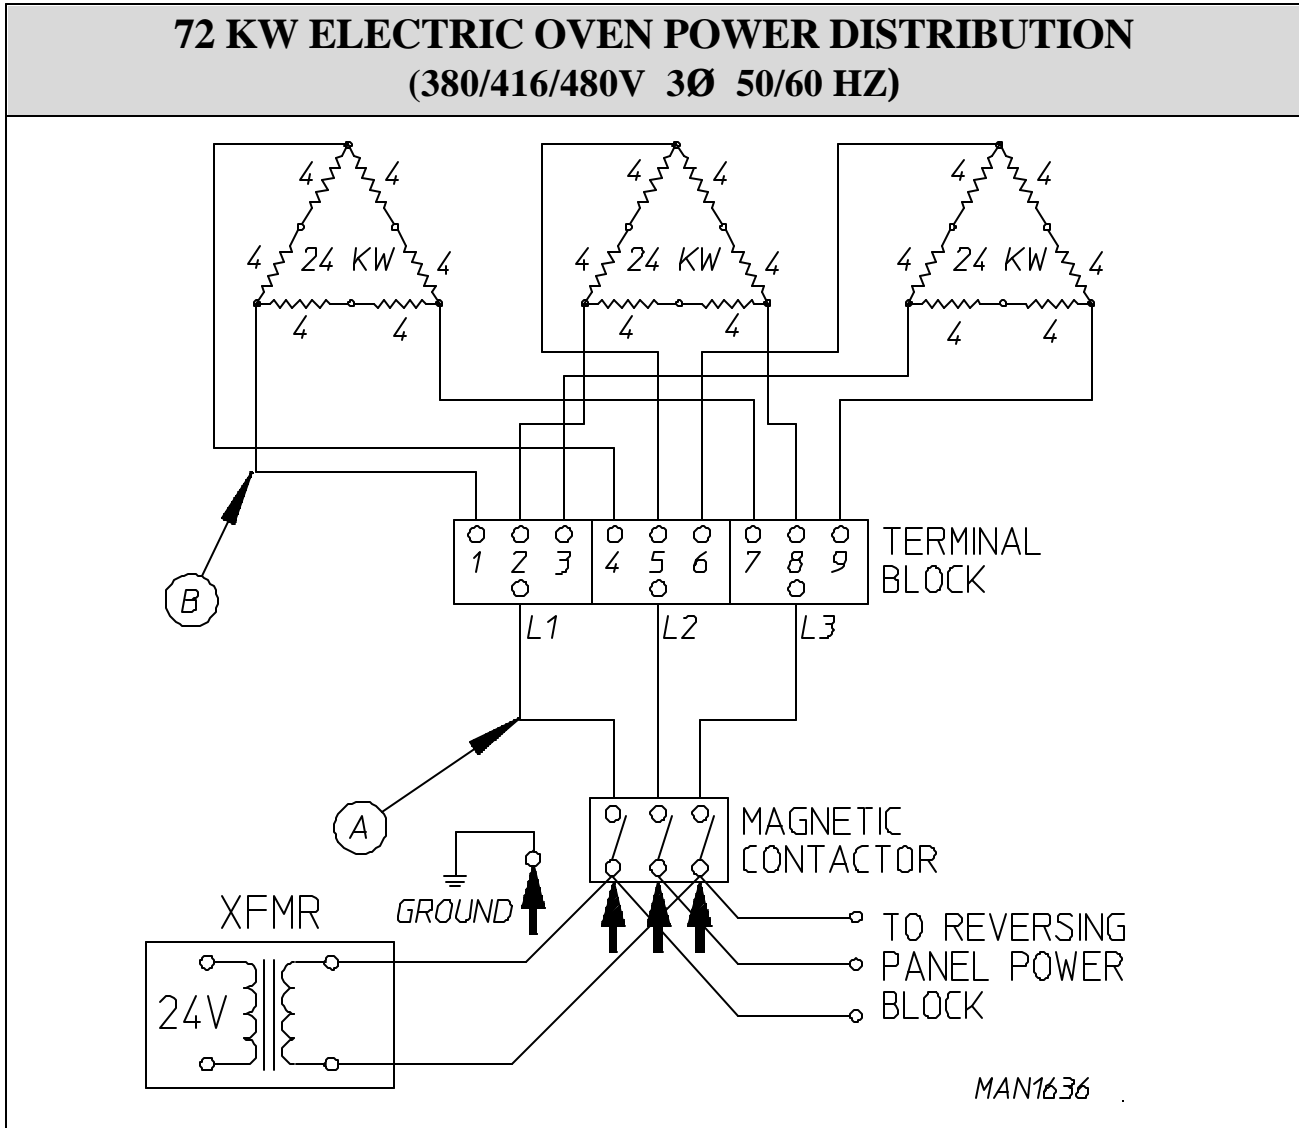 72 KW ELECTRIC OVEN POWER DISTRIBUTION
(380/416/480V 3Ø 50/60 HZ)
4 4 4 4 4 4
4 24 KW 4 4 24 KW 4 4 24 KW 4
4 4 4 4 4 4
1 2 3 4 5 6 7 8 9
TERMINAL
BLOCK
B
L1 L2 L3
A
MAGNETIC
CONTACTOR
GROUND
XFMR
24V
TO REVERSING
PANEL POWER
BLOCK
MAN1636